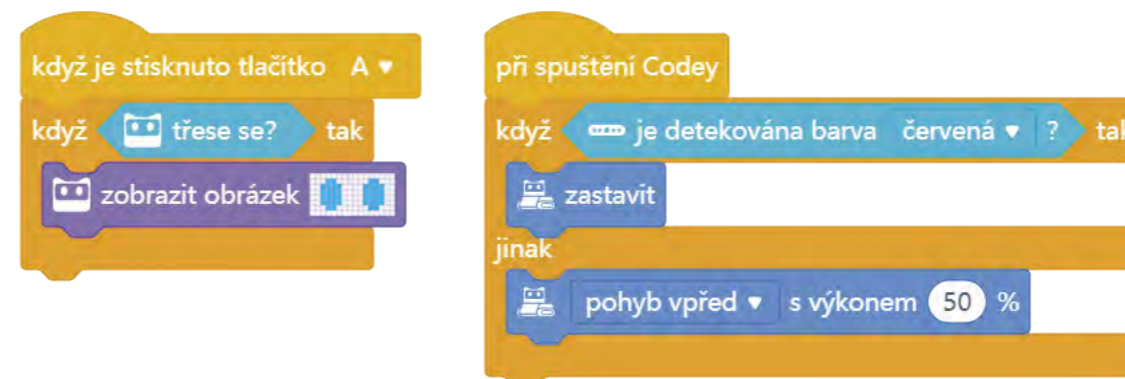 když je stisknuto tlačítko A
když třese se? tak
zobrazit obrázek
při spuštění Codey
když je detekována barva červená ? tak
zastavit
jinak
pohyb vpřed s výkonem 50 %